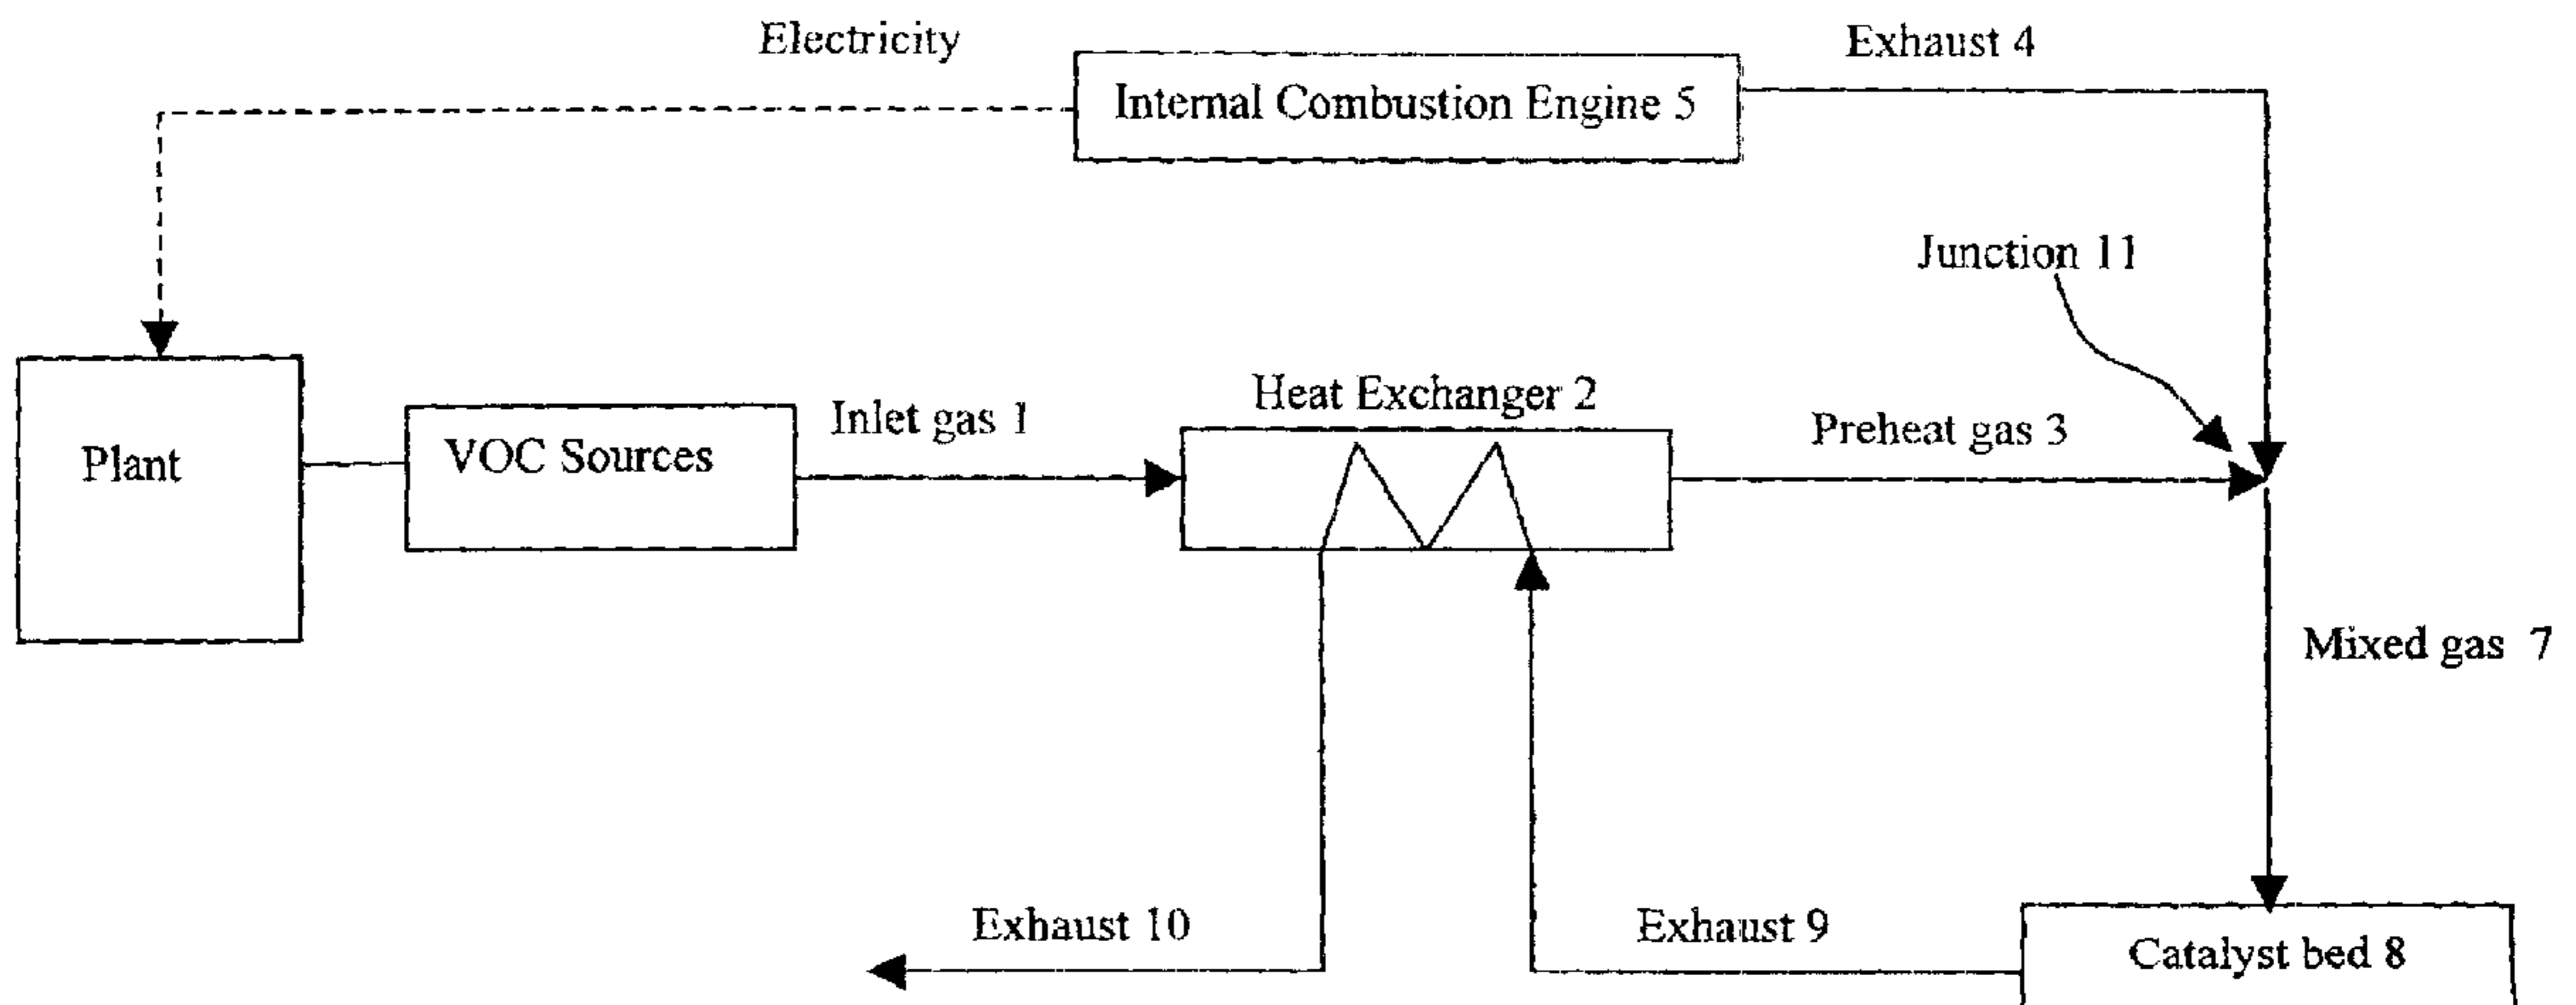 Electricity
Exhaust 4
Internal Combustion Engine 5
Junction 11
Heat Exchanger 2
Inlet gas 1
Preheat gas 3
Plant
VOC Sources
Mixed gas 7
Exhaust 10
Exhaust 9
Catalyst bed 8